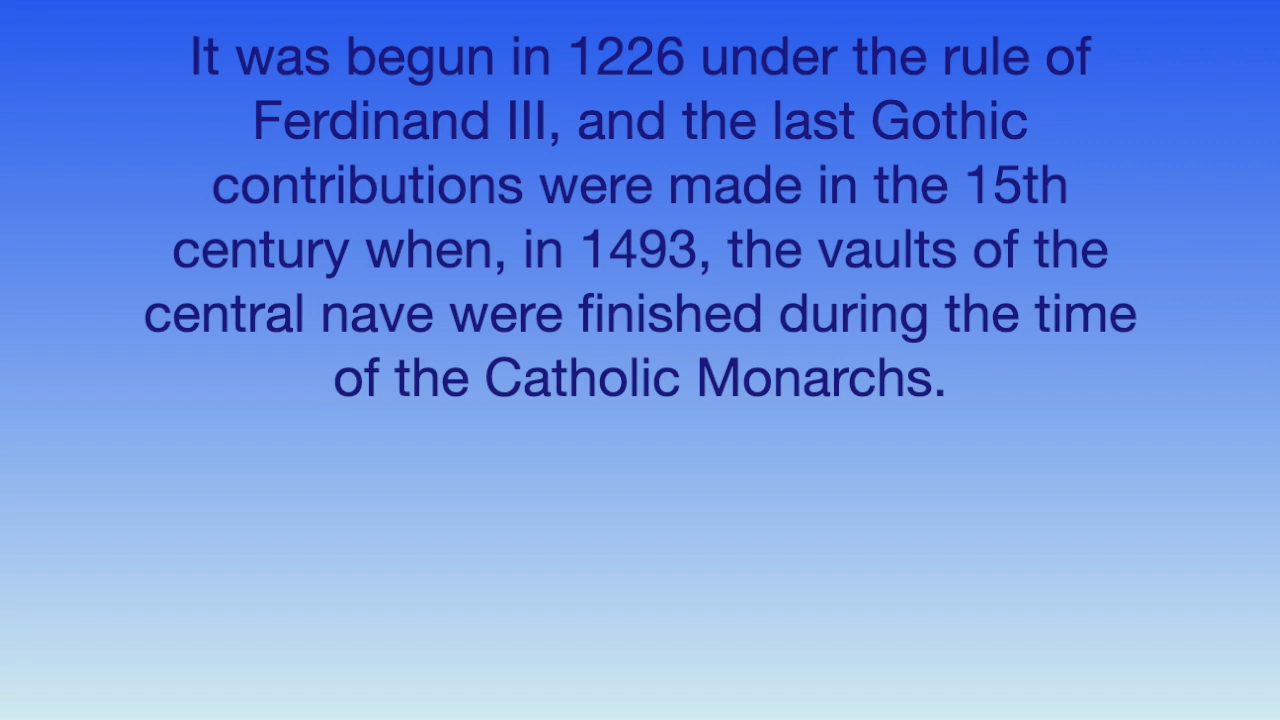 It was begun in 1226 under the rule of
Ferdinand III, and the last Gothic
contributions were made in the 15th
century when, in 1493, the vaults of the
central nave were finished during the time
of the Catholic Monarchs.